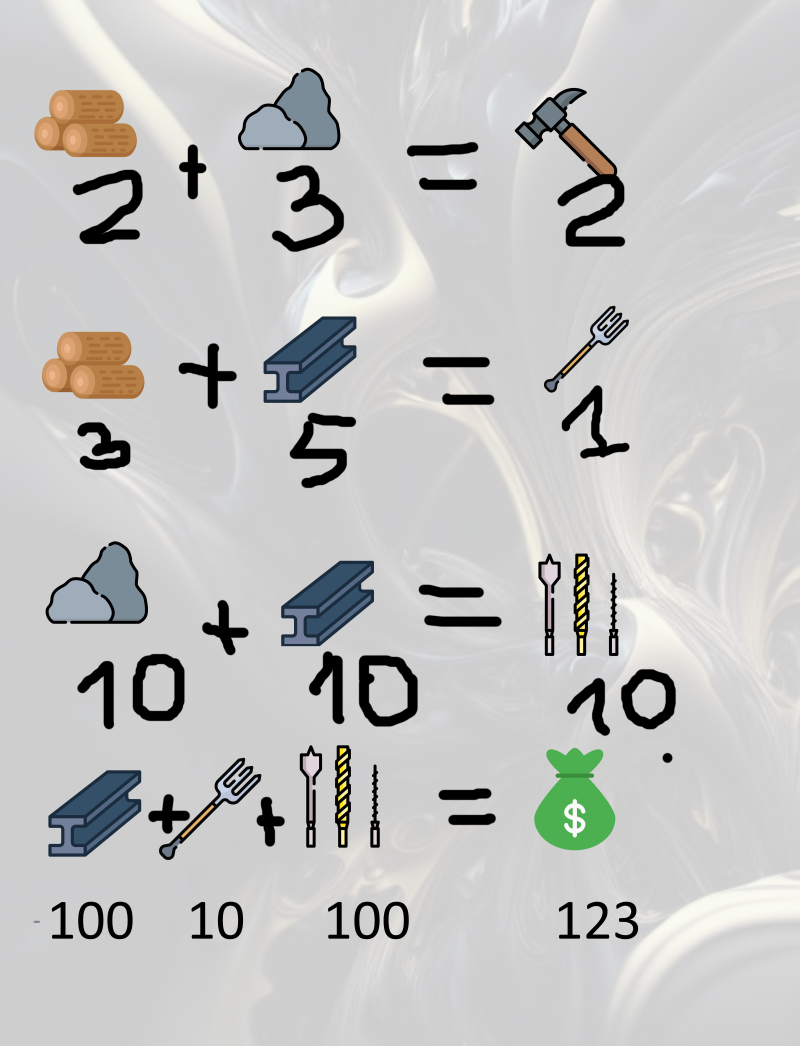 + =
2 3 2
+ =
3 5 1
+ =
10 10 10
+ + = $
-100 10 100 123